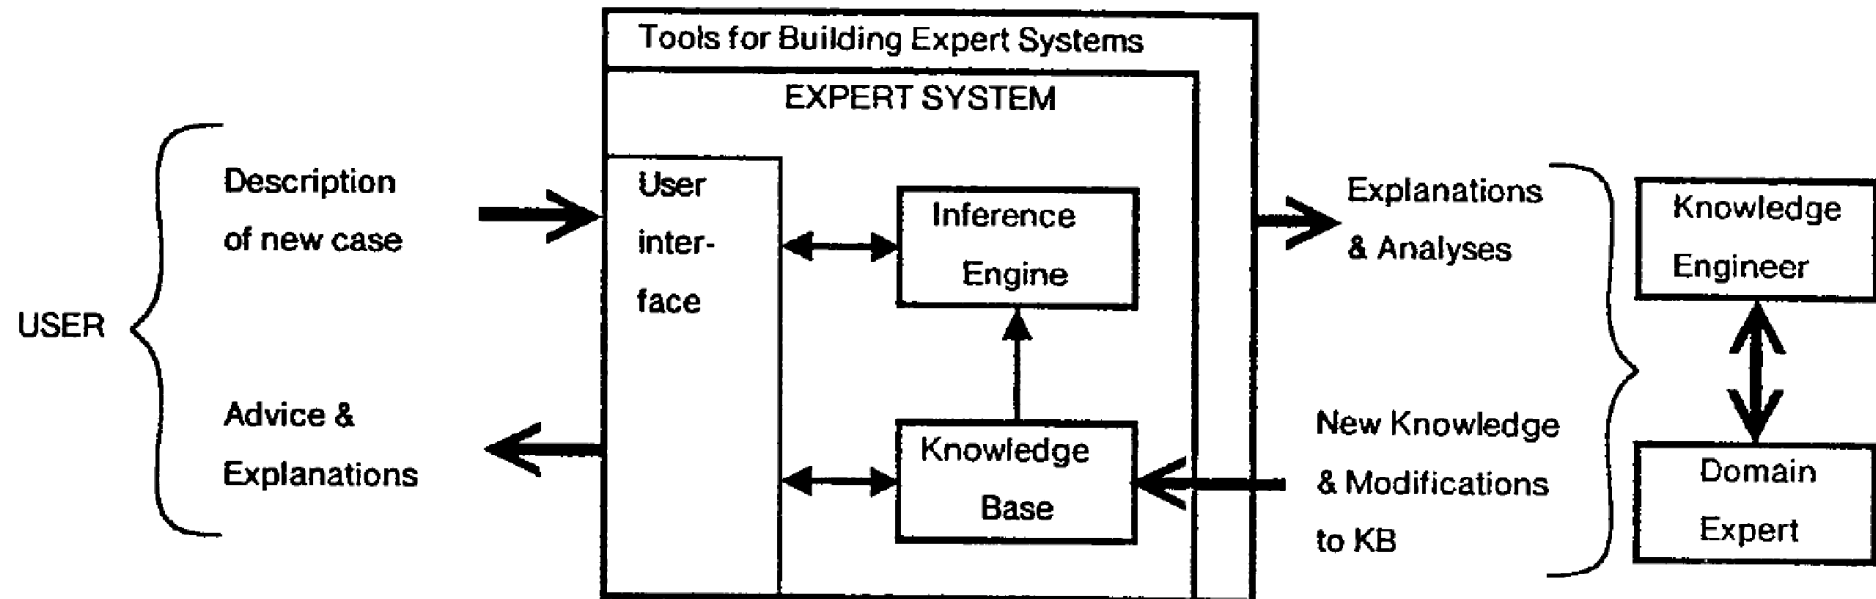 Tools for Building Expert Systems
EXPERT SYSTEM
USER
Description
of new case
Advice &
Explanations
User
inter-
face
Inference
Engine
Knowledge
Base
Explanations
& Analyses
New Knowledge
& Modifications
to KB
Knowledge
Engineer
Domain
Expert